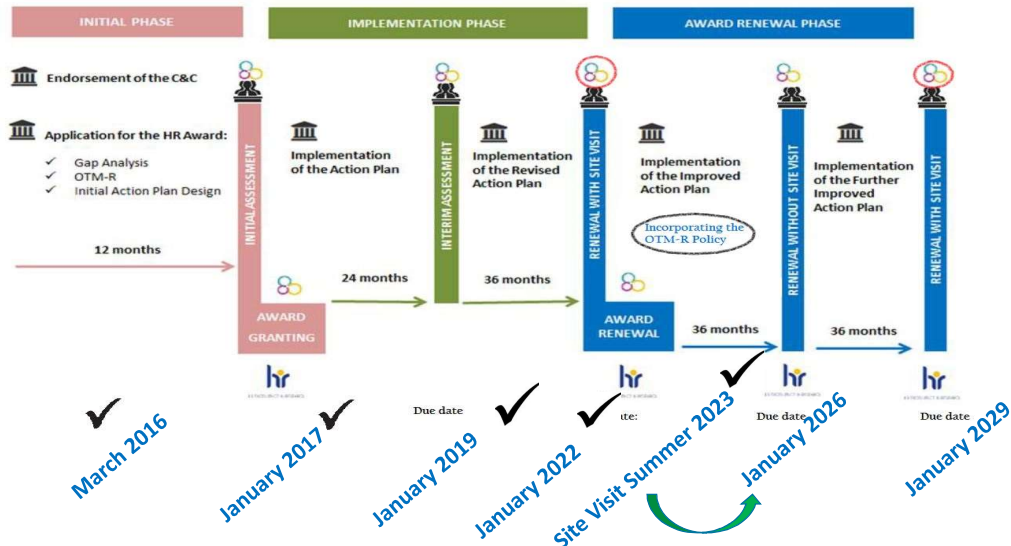 INITIAL PHASE
IMPLEMENTATION PHASE
AWARD RENEWAL PHASE
Endorsement of the C&C
Application for the HR Award:
✓ Gap Analysis
✓ OTM-R
✓ Initial Action Plan Design
12 months
INITIAL ASSESSMENT
AWARD
GRANTING
Implementation
of the Action Plan
24 months
INTERIM ASSESSMENT
Implementation
of the Revised
Action Plan
36 months
RENEWAL WITH SITE VISIT
AWARD
RENEWAL
Implementation
of the Improved
Action Plan
Incorporating the
OTM-R Policy
36 months
RENEWAL WITHOUT SITE VISIT
Implementation
of the Further
Improved
Action Plan
36 months
RENEWAL WITH SITE VISIT
hr
hr
hr
March 2016
January 2017
Due date
January 2019
January 2022
Site Visit Summer 2023
Due date
January 2026
Due date
January 2029